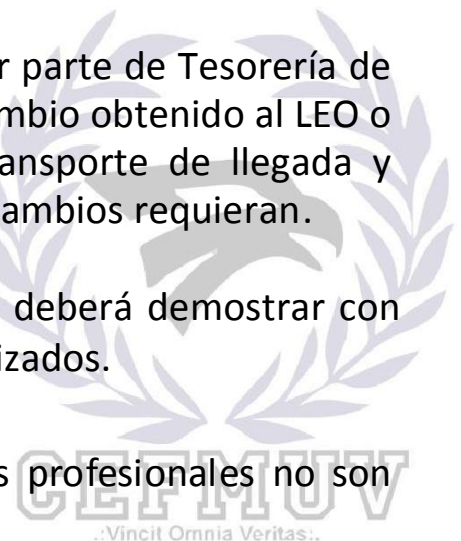 r parte de Tesorería de
mbio obtenido al LEO o
ansporte de llegada y
ambios requieran.
deberá demostrar con
izados.
s profesionales no son
CEFMUV
.:Vincit Omnia Veritas:.